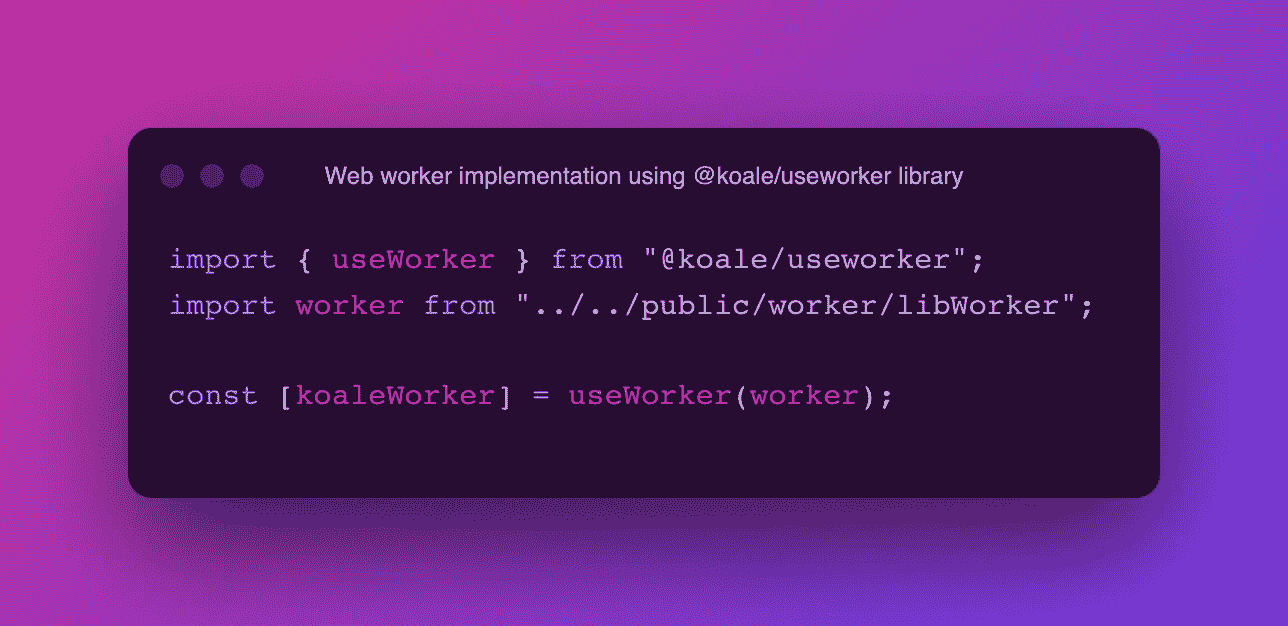 Web worker implementation using @koale/useworker library
import { useWorker } from "@koale/useworker";
import worker from "../../public/worker/libWorker";
const [koaleWorker] = useWorker(worker);